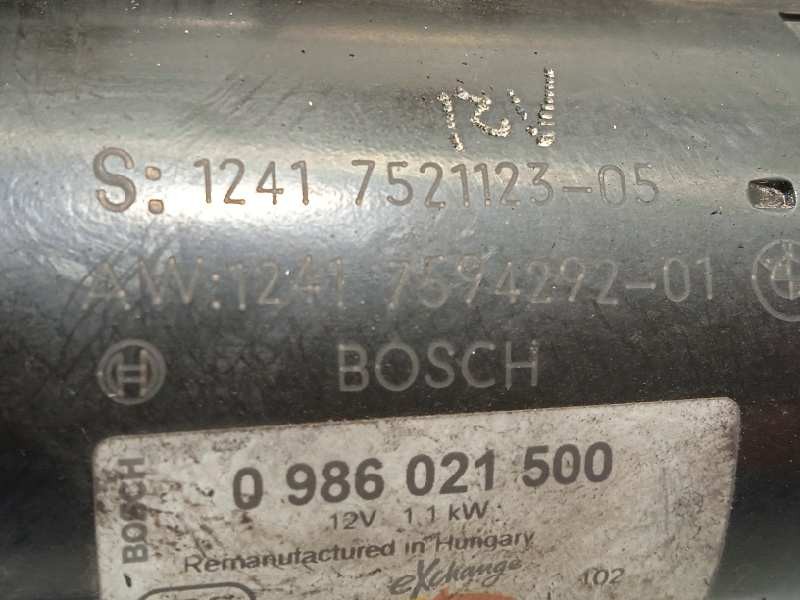 S: 1241 7521123-05
AW:1241 7594292-01
BOSCH
BOSCH
0 986 021 500
12V 1.1 kW
Remanufactured in Hungary
eXchange
102